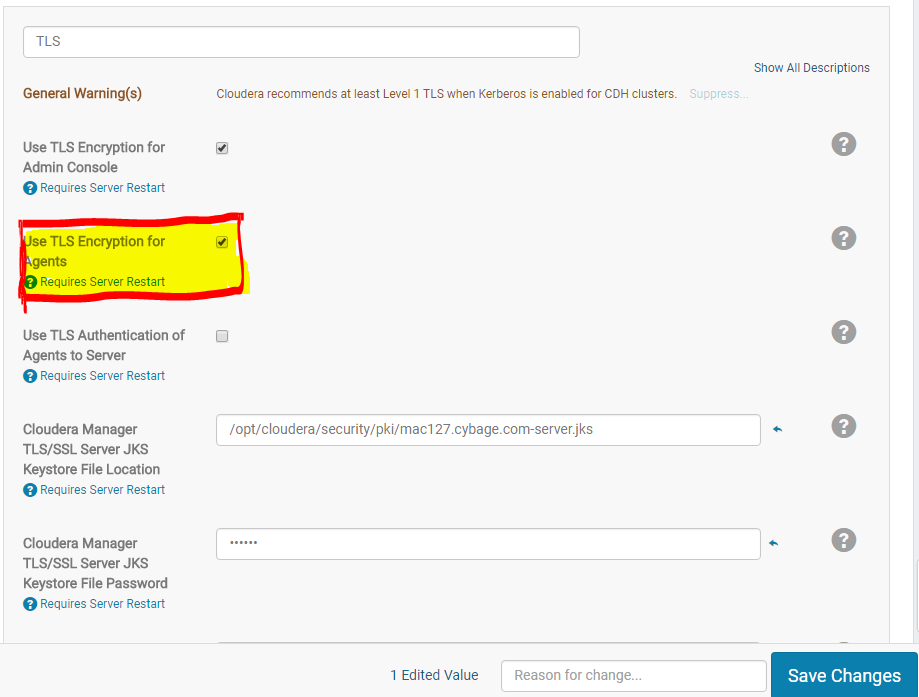 TLS
Show All Descriptions
General Warning(s)
Cloudera recommends at least Level 1 TLS when Kerberos is enabled for CDH clusters. Suppress...
Use TLS Encryption for
Admin Console
? Requires Server Restart
?
Use TLS Encryption for
Agents
? Requires Server Restart
?
Use TLS Authentication of
Agents to Server
? Requires Server Restart
?
Cloudera Manager
TLS/SSL Server JKS
Keystore File Location
? Requires Server Restart
/opt/cloudera/security/pki/mac127.cybage.com-server.jks
?
Cloudera Manager
TLS/SSL Server JKS
Keystore File Password
? Requires Server Restart
••••••
?
1 Edited Value
Reason for change...
Save Changes